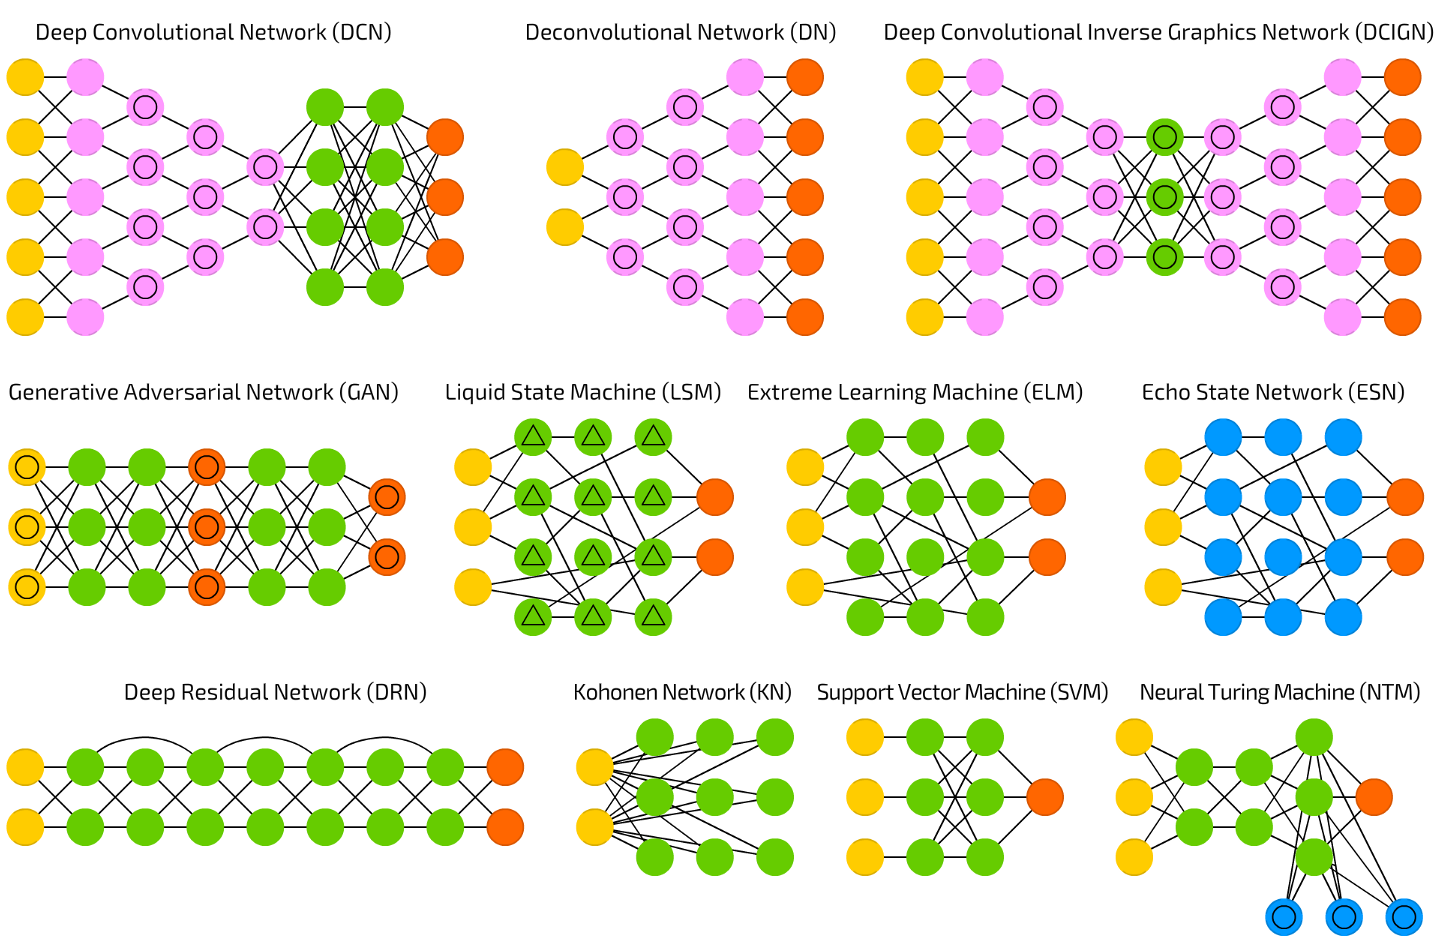 Deep Convolutional Network (DCN)
Deconvolutional Network (DN)
Deep Convolutional Inverse Graphics Network (DCIGN)
Generative Adversarial Network (GAN)
Liquid State Machine (LSM)
Extreme Learning Machine (ELM)
Echo State Network (ESN)
Deep Residual Network (DRN)
Kohonen Network (KN)
Support Vector Machine (SVM)
Neural Turing Machine (NTM)